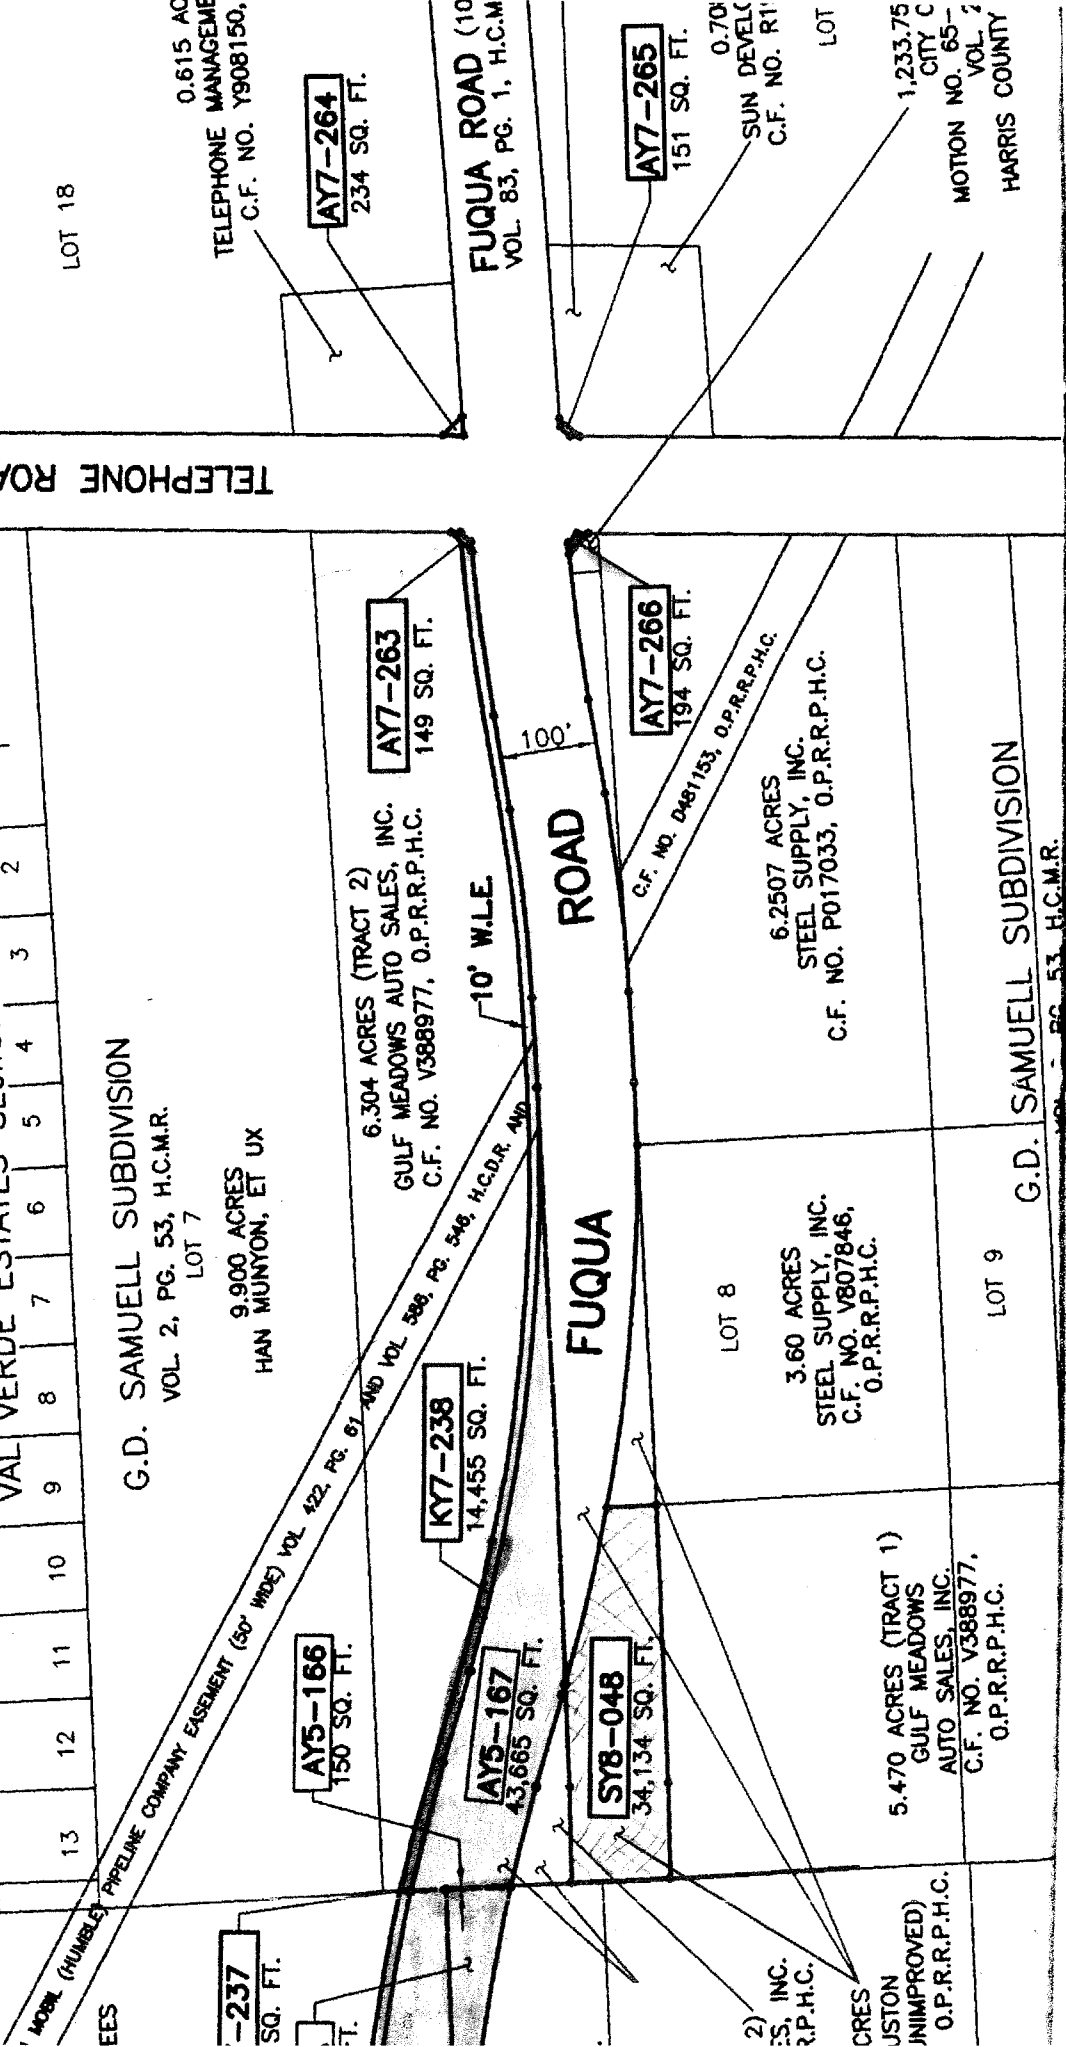 LOT 18
0.615 AC
TELEPHONE MANAGEME
C.F. NO. Y908150,
AY7-264
234 SQ. FT.
FUQUA ROAD (10
VOL. 83, PG. 1, H.C.M
AY7-265
151 SQ. FT.
SUN DEVEL
C.F. NO. R1
LOT
1,233.75
CITY
MOTION NO. 65-
VOL.
HARRIS COUNTY
TELEPHONE ROA
VAL VERDE ESTATES
2
3
4
5
6
7
8
9
10
11
12
13
G.D. SAMUELL SUBDIVISION
VOL. 2, PG. 53, H.C.M.R.
LOT 7
9.900 ACRES
HAN MUNYON, ET UX
AY7-263
149 SQ. FT.
6.304 ACRES (TRACT 2)
GULF MEADOWS AUTO SALES, INC.
C.F. NO. V388977, O.P.R.R.P.H.C.
10' W.L.E.
100'
FUQUA ROAD
AY7-266
194 SQ. FT.
C.F. NO. D481153, O.P.R.R.P.H.C.
6.2507 ACRES
STEEL SUPPLY, INC.
C.F. NO. P017033, O.P.R.R.P.H.C.
G.D. SAMUELL SUBDIVISION
PG. 53, H.C.M.R.
LOT 8
3.60 ACRES
STEEL SUPPLY, INC.
C.F. NO. V807846,
O.P.R.R.P.H.C.
LOT 9
MOBIL (HUMBLE) PIPELINE COMPANY EASEMENT (50' WIDE) VOL. 422, PG. 61 AND VOL. 586, PG. 546, H.C.D.R. AND
KY7-238
14,455 SQ. FT.
AY5-166
150 SQ. FT.
AY5-167
43,665 SQ. FT.
SY8-048
34,134 SQ. FT.
5.470 ACRES (TRACT 1)
GULF MEADOWS
AUTO SALES, INC.
C.F. NO. V388977,
O.P.R.R.P.H.C.
-237
SQ. FT.
FT.
EES
2)
ES, INC.
R.P.H.C.
CRES
USTON
UNIMPROVED)
O.P.R.R.P.H.C.